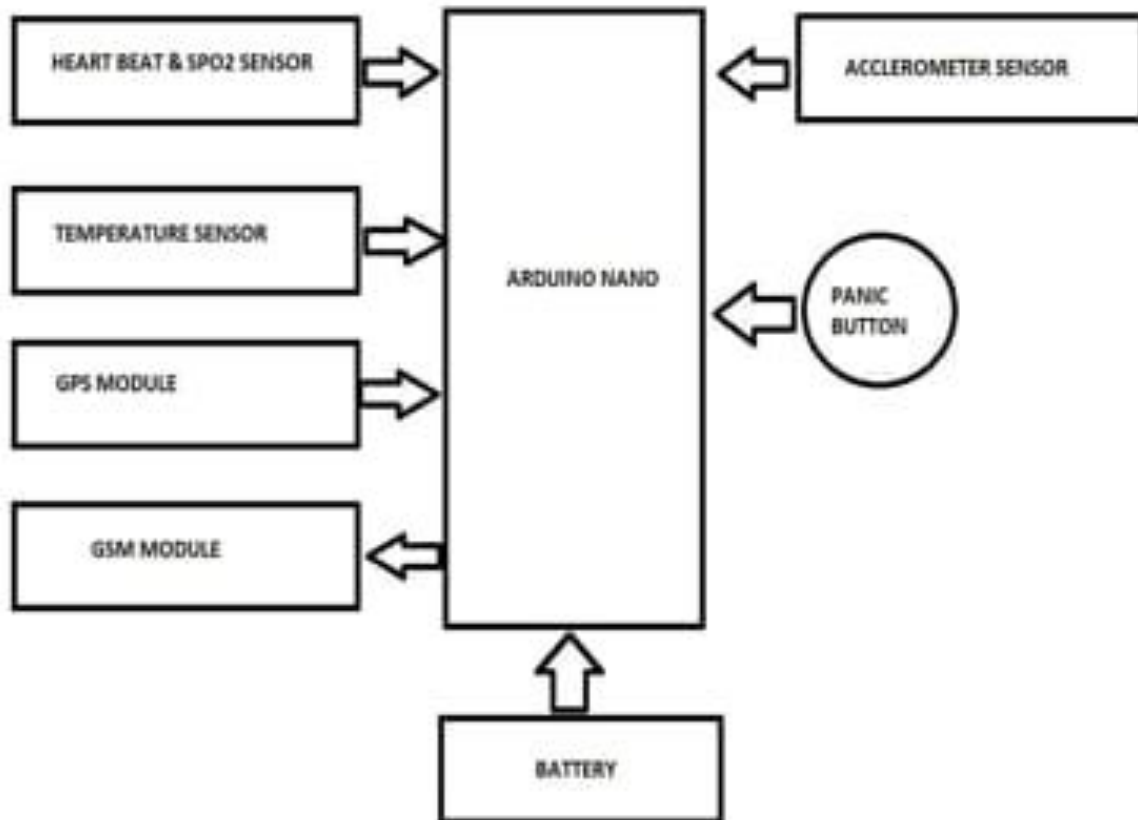 HEART BEAT & SPO2 SENSOR
ACCLEROMETER SENSOR
TEMPERATURE SENSOR
ARDUINO NANO
PANIC
BUTTON
GPS MODULE
GSM MODULE
BATTERY